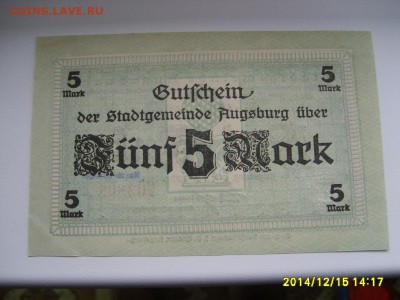 COINS.LAVE.RU
5 5
Mark Mark
Gutschein
der Stadtgemeinde Augsburg über
Fünf 5 Mark
5 5
Mark Mark
2014/12/15 14:17